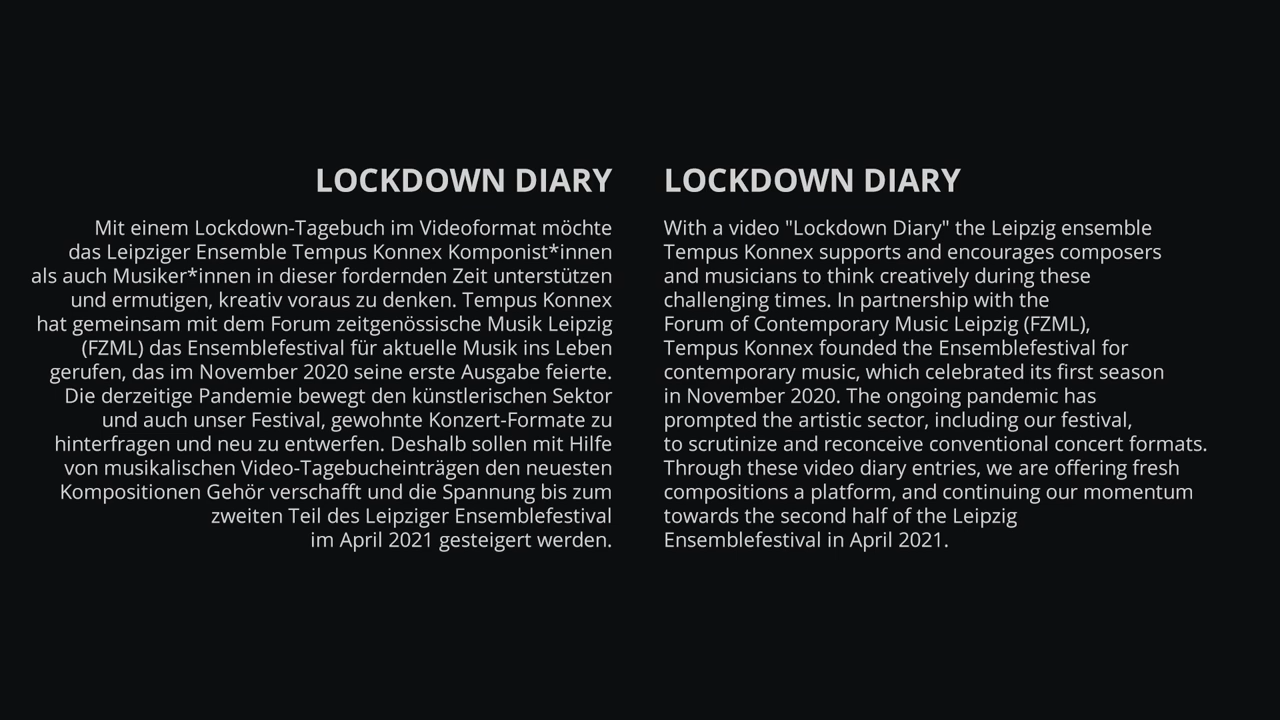 LOCKDOWN DIARY
Mit einem Lockdown-Tagebuch im Videoformat möchte
das Leipziger Ensemble Tempus Konnex Komponist*innen
als auch Musiker*innen in dieser fordernden Zeit unterstützen
und ermutigen, kreativ voraus zu denken. Tempus Konnex
hat gemeinsam mit dem Forum zeitgenössische Musik Leipzig
(FZML) das Ensemblefestival für aktuelle Musik ins Leben
gerufen, das im November 2020 seine erste Ausgabe feierte.
Die derzeitige Pandemie bewegt den künstlerischen Sektor
und auch unser Festival, gewohnte Konzert-Formate zu
hinterfragen und neu zu entwerfen. Deshalb sollen mit Hilfe
von musikalischen Video-Tagebucheinträgen den neuesten
Kompositionen Gehör verschafft und die Spannung bis zum
zweiten Teil des Leipziger Ensemblefestival
im April 2021 gesteigert werden.
LOCKDOWN DIARY
With a video "Lockdown Diary" the Leipzig ensemble
Tempus Konnex supports and encourages composers
and musicians to think creatively during these
challenging times. In partnership with the
Forum of Contemporary Music Leipzig (FZML),
Tempus Konnex founded the Ensemblefestival for
contemporary music, which celebrated its first season
in November 2020. The ongoing pandemic has
prompted the artistic sector, including our festival,
to scrutinize and reconceive conventional concert formats.
Through these video diary entries, we are offering fresh
compositions a platform, and continuing our momentum
towards the second half of the Leipzig
Ensemblefestival in April 2021.